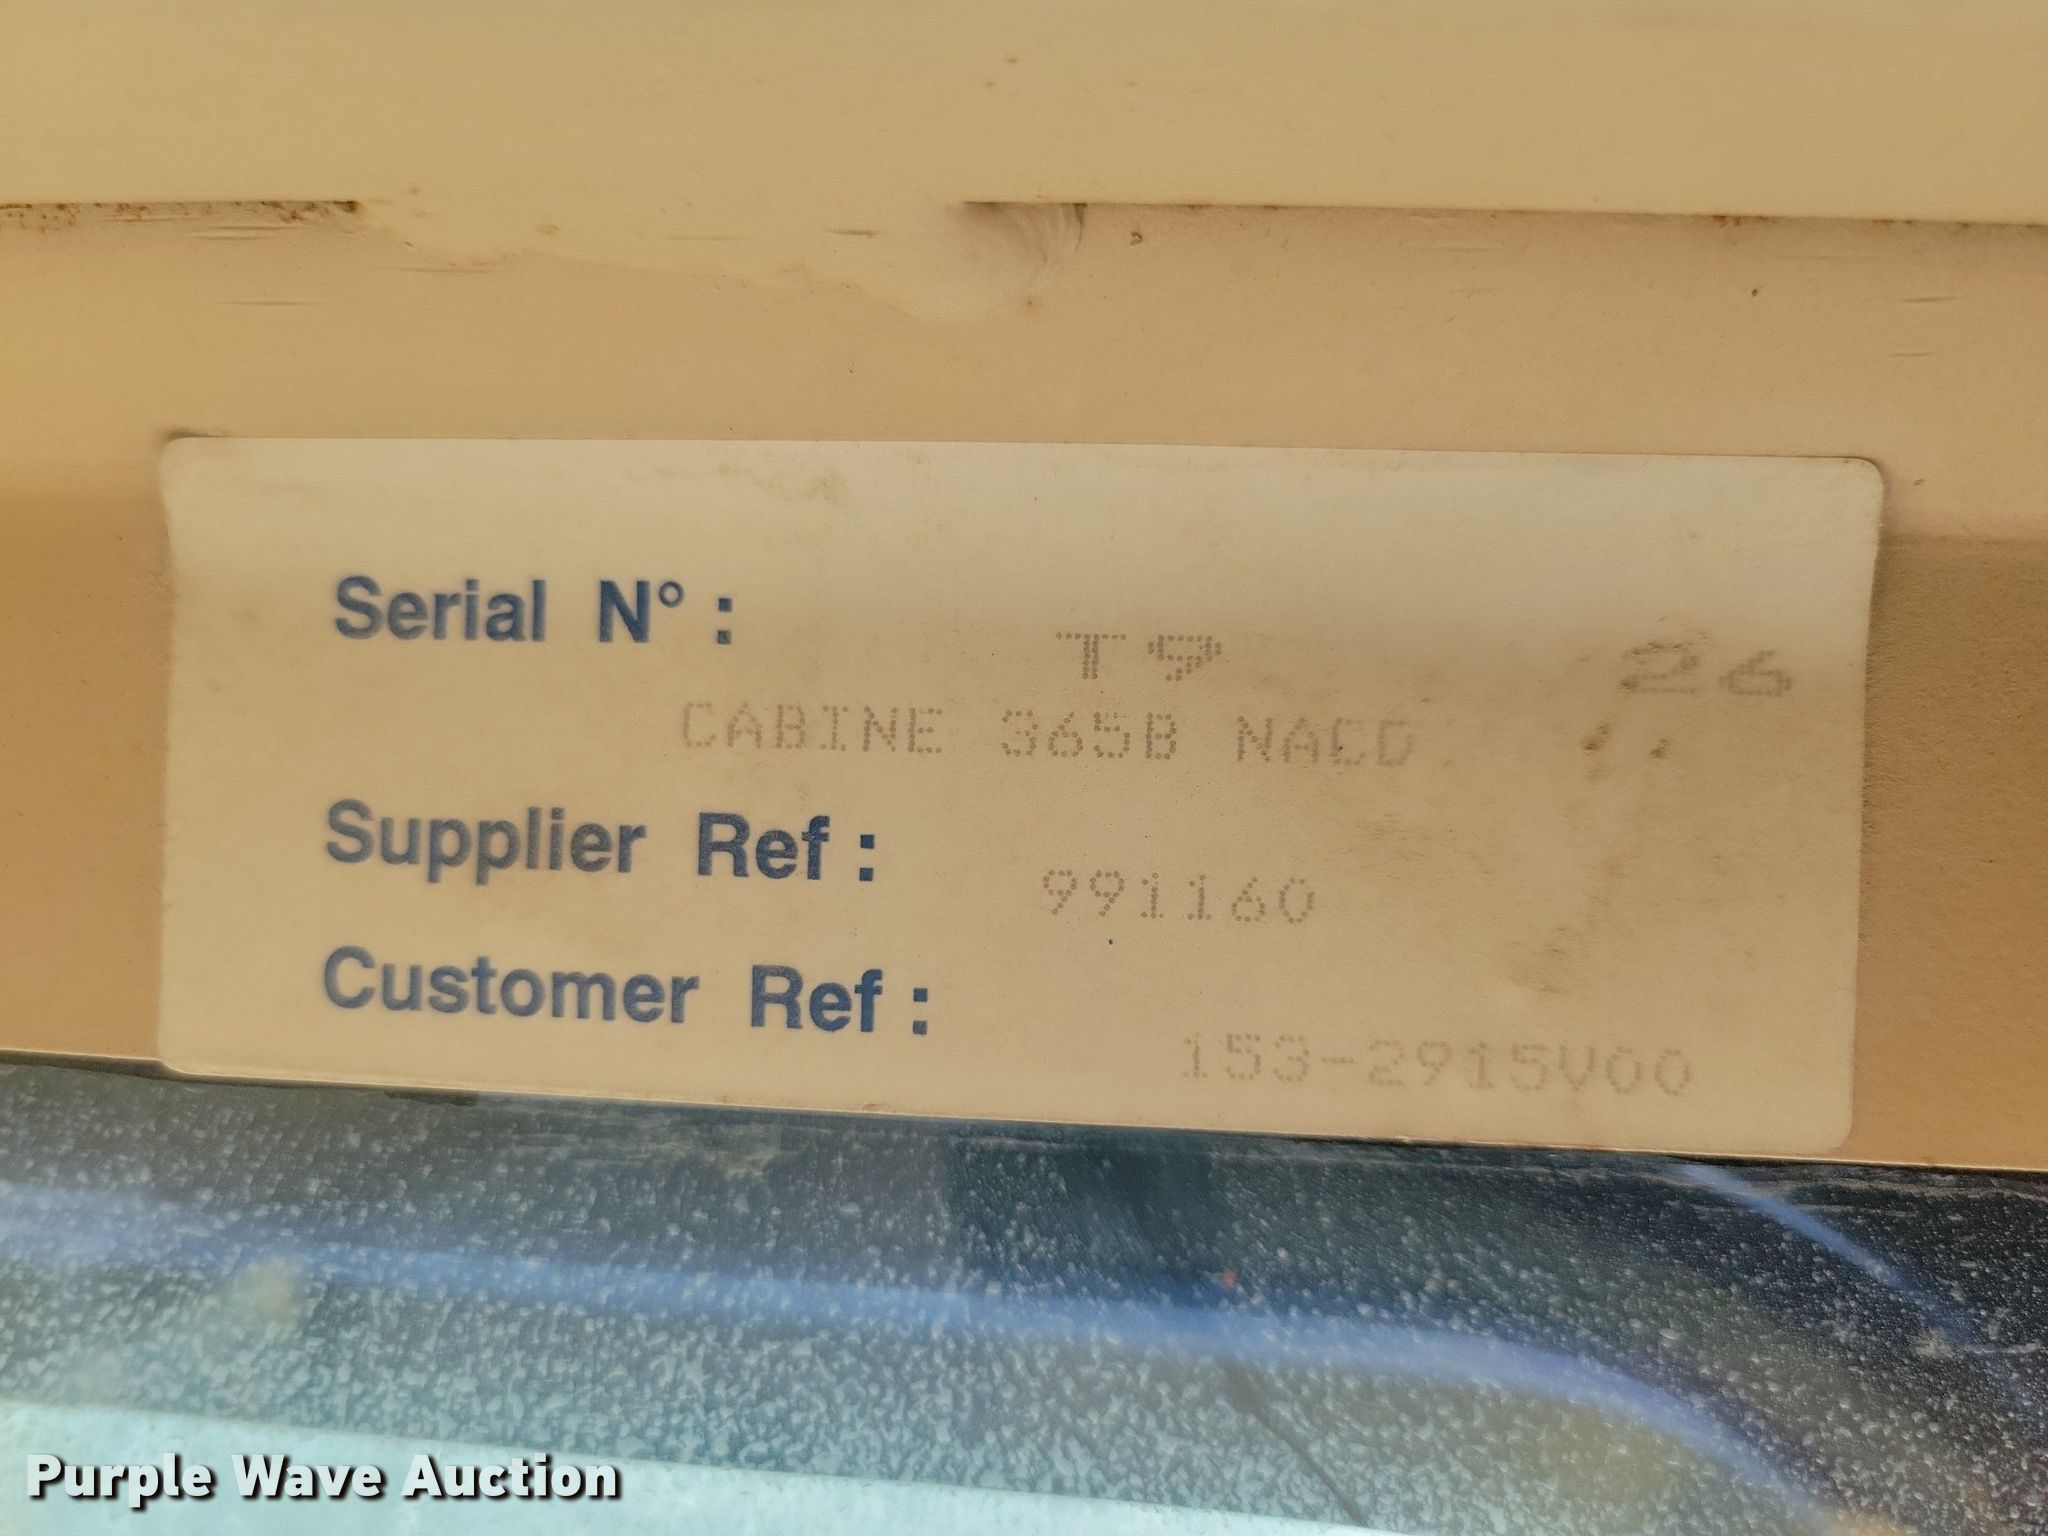 Serial N° : T9 26
CABINE 365B NACD
Supplier Ref : 991160
Customer Ref : 153-2915V00
Purple Wave Auction